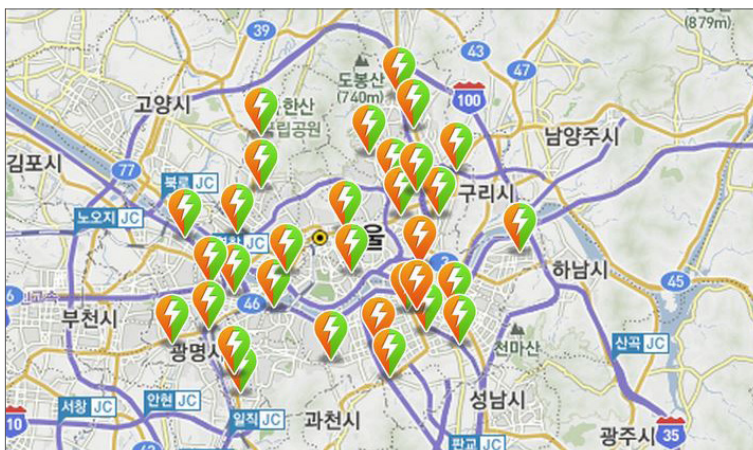 (879m)
39
43
47
도봉산
(740m)
100
고양시
한산
립공원
남양주시
김포시
77
북로 JC
구리시
노오지 JC
JC
울
하남시
45
6
46
부천시
천마산
산곡 JC
광명시
서창 JC
안현 JC
일직 JC
과천시
성남시
10
판교 JC
광주시
35